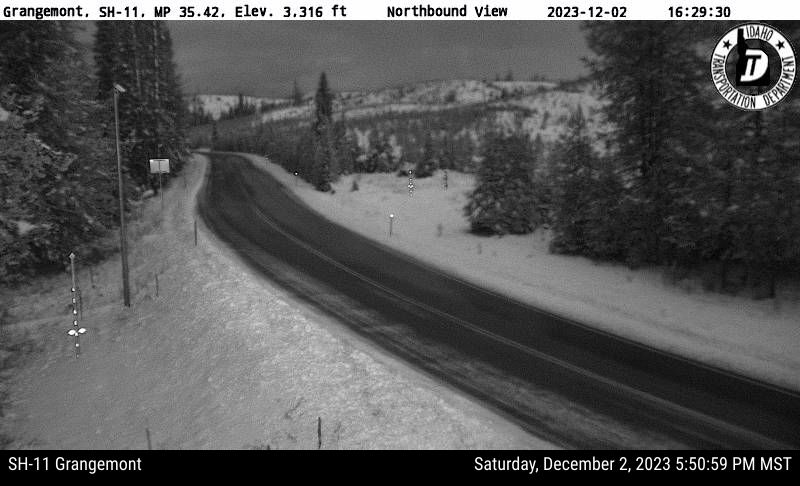 Grangemont, SH-11, MP 35.42, Elev. 3,316 ft Northbound View 2023-12-02 16:29:30
IDAHO
TRANSPORTATION DEPARTMENT
SH-11 Grangemont Saturday, December 2, 2023 5:50:59 PM MST